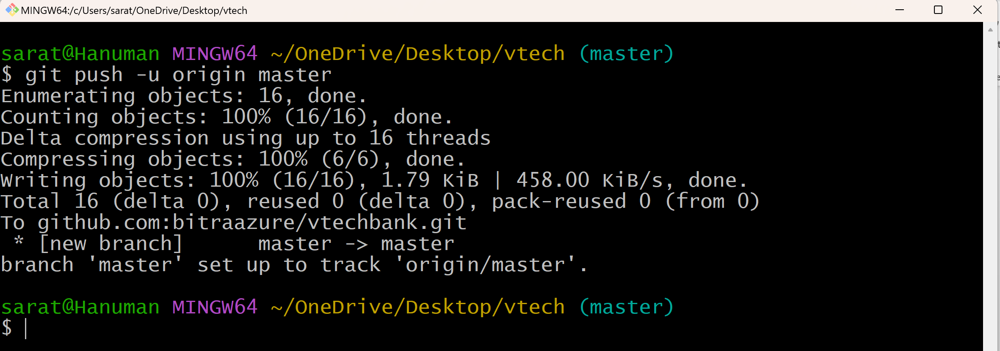 MINGW64:/c/Users/sarat/OneDrive/Desktop/vtech
sarat@Hanuman MINGW64 ~/OneDrive/Desktop/vtech (master)
$ git push -u origin master
Enumerating objects: 16, done.
Counting objects: 100% (16/16), done.
Delta compression using up to 16 threads
Compressing objects: 100% (6/6), done.
Writing objects: 100% (16/16), 1.79 KiB | 458.00 KiB/s, done.
Total 16 (delta 0), reused 0 (delta 0), pack-reused 0 (from 0)
To github.com:bitraazure/vtechbank.git
 * [new branch]      master -> master
branch 'master' set up to track 'origin/master'.
sarat@Hanuman MINGW64 ~/OneDrive/Desktop/vtech (master)
$